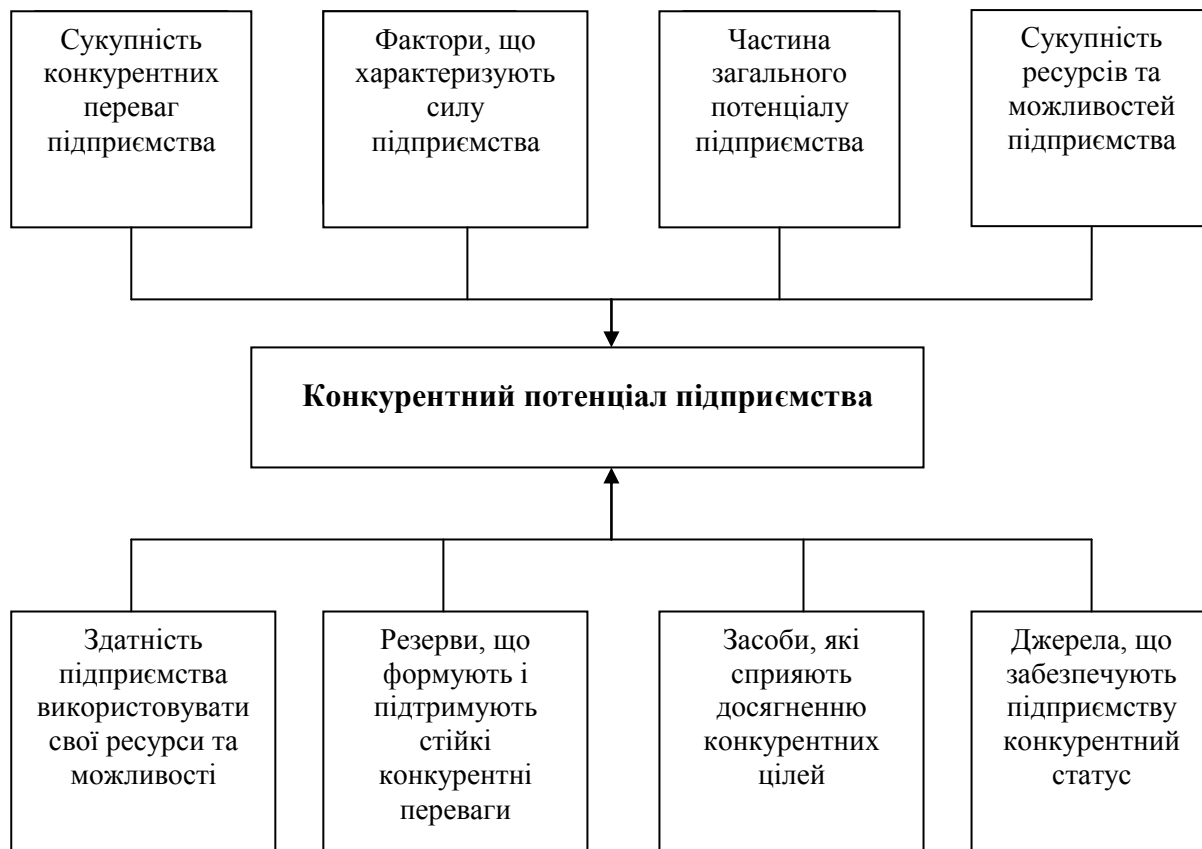 Сукупність
конкурентних
переваг
підприємства
Фактори, що
характеризують
силу
підприємства
Частина
загального
потенціалу
підприємства
Сукупність
ресурсів та
можливостей
підприємства
Конкурентний потенціал підприємства
Здатність
підприємства
використовувати
свої ресурси та
можливості
Резерви, що
формують і
підтримують
стійкі
конкурентні
переваги
Засоби, які
сприяють
досягненню
конкурентних
цілей
Джерела, що
забезпечують
підприємству
конкурентний
статус